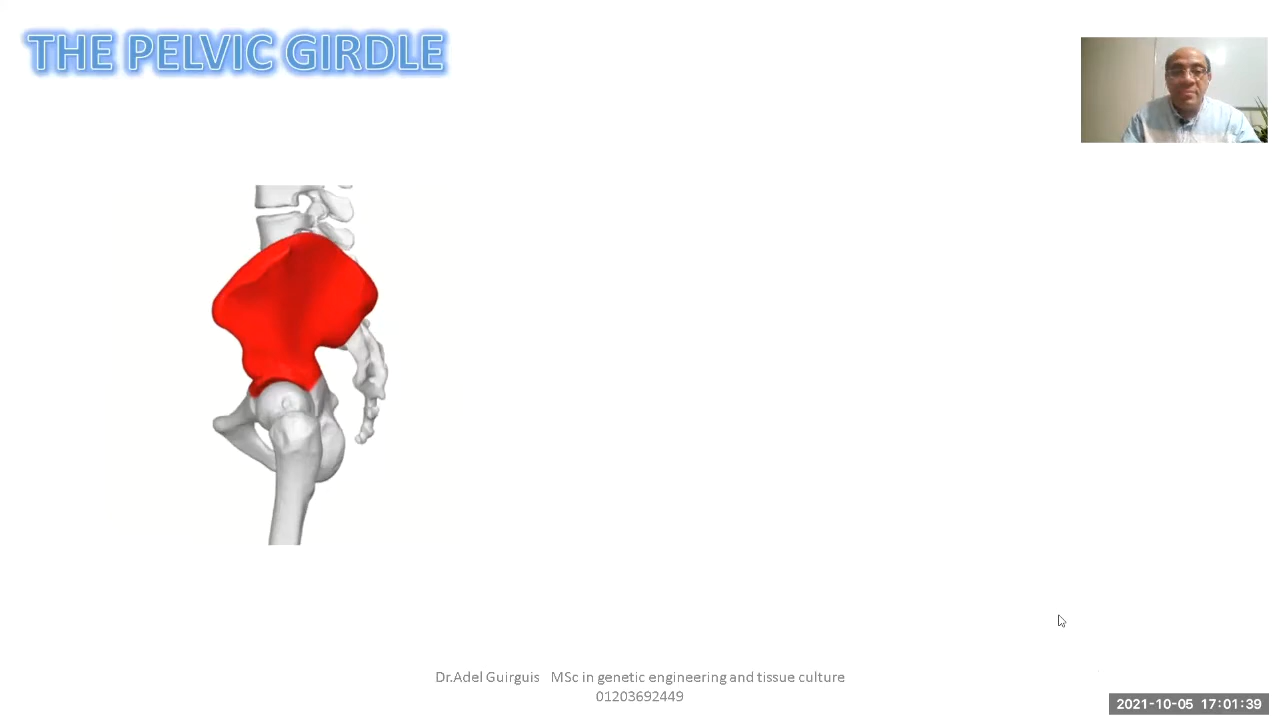 THE PELVIC GIRDLE
Dr.Adel Guirguis MSc in genetic engineering and tissue culture
01203692449
2021-10-05 17:01:39